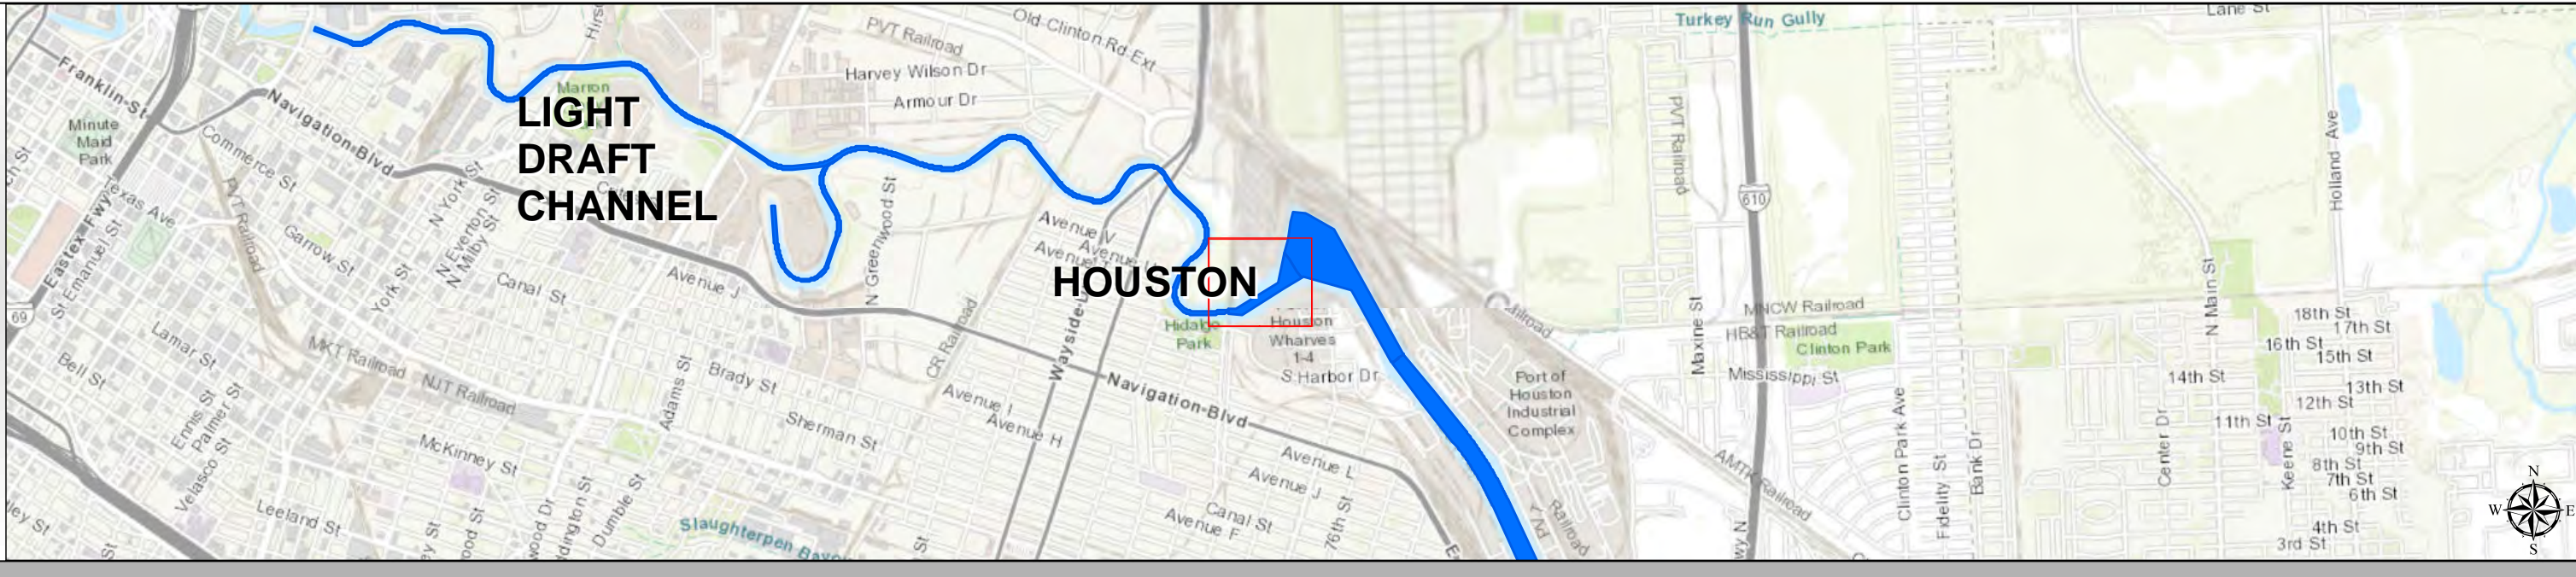 Turkey Run Gully
Lane St
Old-Clinton Rd-Ext
PVT Railroad
Harvey Wilson Dr
Armour Dr
Franklin-St
Navigation-Blvd
Minute
Maid
Park
Commerce St
Texas Ave
PVT Railroad
Garrow St
Eastex-Fwy
St Emanuel St
69
N York St
N Everton St
N Milby St
York St
LIGHT
DRAFT
CHANNEL
Canal St
Avenue J
N Greenwood St
Avenue V
HOUSTON
Hidalgo
Park
Houston
Wharves
1-4
S Harbor Dr
CR Railroad
Navigation-Blvd
Lamar St
Bell St
MKT Railroad
NJT Railroad
Ennis St
Palmer St
Velasco St
McKinney St
Leeland St
Adams St
Brady St
Sherman St
Dumble St
Avenue I
Avenue H
Avenue L
Avenue J
Canal St
Avenue F
76th St
Port of
Houston
Industrial
Complex
PVT Railroad
610
Maxine St
MNCW Railroad
HB&T Railroad
Clinton Park
Mississippi St
AMTK Railroad
Clinton Park Ave
Fidelity St
Bank Dr
Holland Ave
N Main St
Center Dr
Keene St
18th St
17th St
16th St
15th St
14th St
13th St
12th St
11th St
10th St
9th St
8th St
7th St
6th St
4th St
3rd St
N
W
E
S